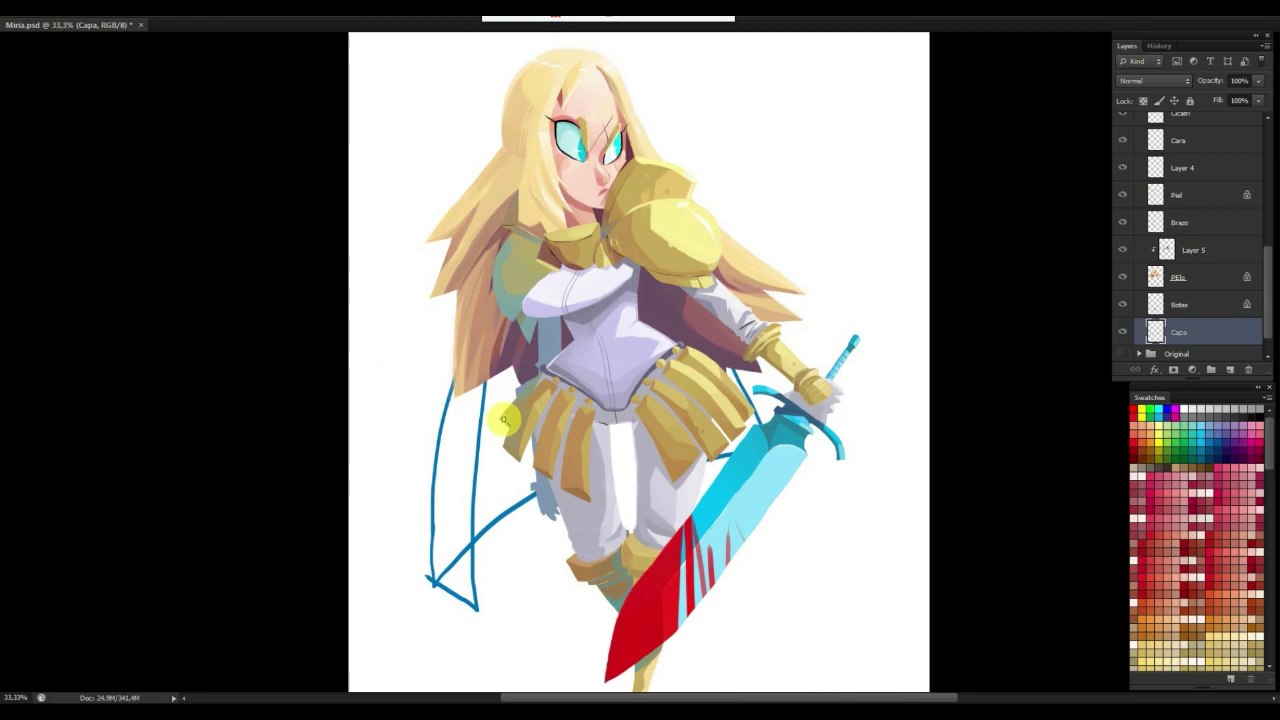 Miria.psd @ 33,3% (Capa, RGB/8) * ×
Layers History
Kind
Normal Opacity: 100%
Lock: Fill: 100%
Cara
Layer 4
Piel
Brazo
Layer 5
PElo
Botas
Capa
Original
Swatches
33,33% Doc: 24,9M/341,4M